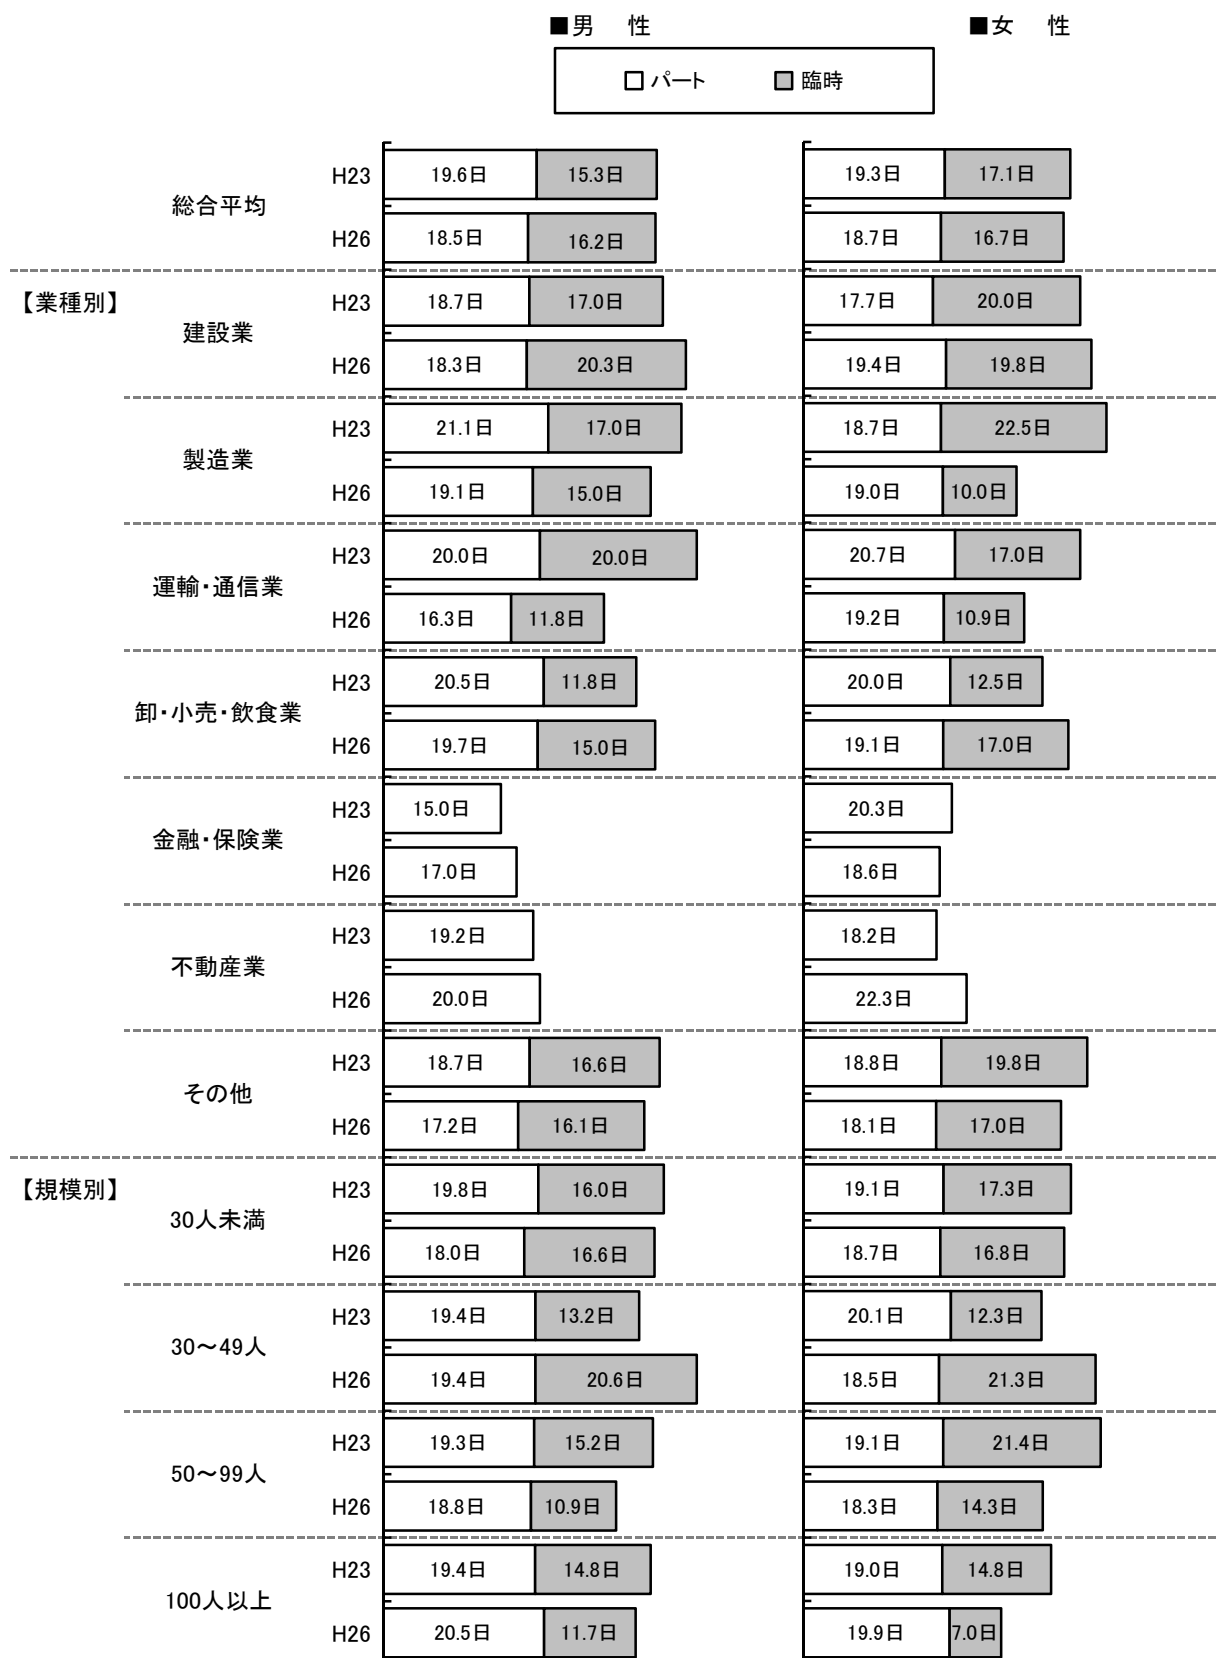 ■男 性 ■女 性
□パート ■臨時
総合平均
H23 19.6日 15.3日 19.3日 17.1日
H26 18.5日 16.2日 18.7日 16.7日
【業種別】
建設業
H23 18.7日 17.0日 17.7日 20.0日
H26 18.3日 20.3日 19.4日 19.8日
製造業
H23 21.1日 17.0日 18.7日 22.5日
H26 19.1日 15.0日 19.0日 10.0日
運輸・通信業
H23 20.0日 20.0日 20.7日 17.0日
H26 16.3日 11.8日 19.2日 10.9日
卸・小売・飲食業
H23 20.5日 11.8日 20.0日 12.5日
H26 19.7日 15.0日 19.1日 17.0日
金融・保険業
H23 15.0日 20.3日
H26 17.0日 18.6日
不動産業
H23 19.2日 18.2日
H26 20.0日 22.3日
その他
H23 18.7日 16.6日 18.8日 19.8日
H26 17.2日 16.1日 18.1日 17.0日
【規模別】
30人未満
H23 19.8日 16.0日 19.1日 17.3日
H26 18.0日 16.6日 18.7日 16.8日
30～49人
H23 19.4日 13.2日 20.1日 12.3日
H26 19.4日 20.6日 18.5日 21.3日
50～99人
H23 19.3日 15.2日 19.1日 21.4日
H26 18.8日 10.9日 18.3日 14.3日
100人以上
H23 19.4日 14.8日 19.0日 14.8日
H26 20.5日 11.7日 19.9日 7.0日